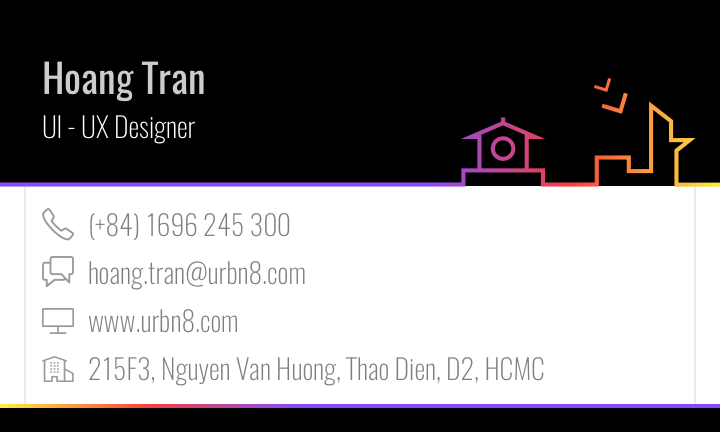 Hoang Tran
UI - UX Designer
(+84) 1696 245 300
hoang.tran@urbn8.com
www.urbn8.com
215F3, Nguyen Van Huong, Thao Dien, D2, HCMC